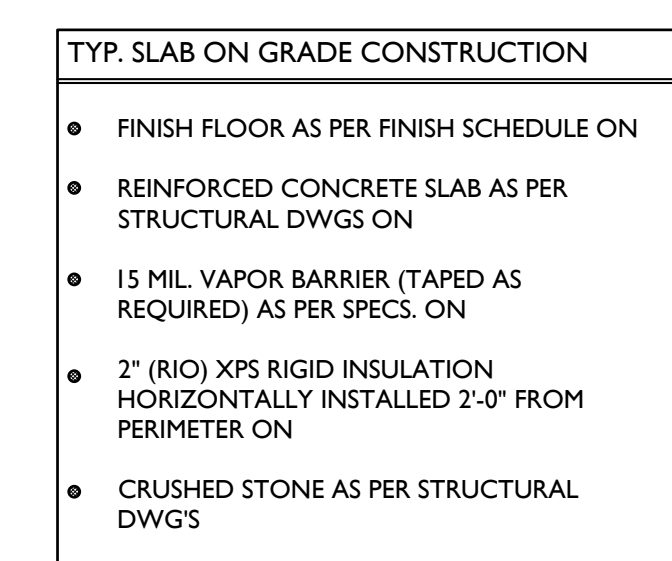 TYP. SLAB ON GRADE CONSTRUCTION
FINISH FLOOR AS PER FINISH SCHEDULE ON
REINFORCED CONCRETE SLAB AS PER
STRUCTURAL DWGS ON
15 MIL. VAPOR BARRIER (TAPED AS
REQUIRED) AS PER SPECS. ON
2" (R10) XPS RIGID INSULATION
HORIZONTALLY INSTALLED 2'-0" FROM
PERIMETER ON
CRUSHED STONE AS PER STRUCTURAL
DWG'S